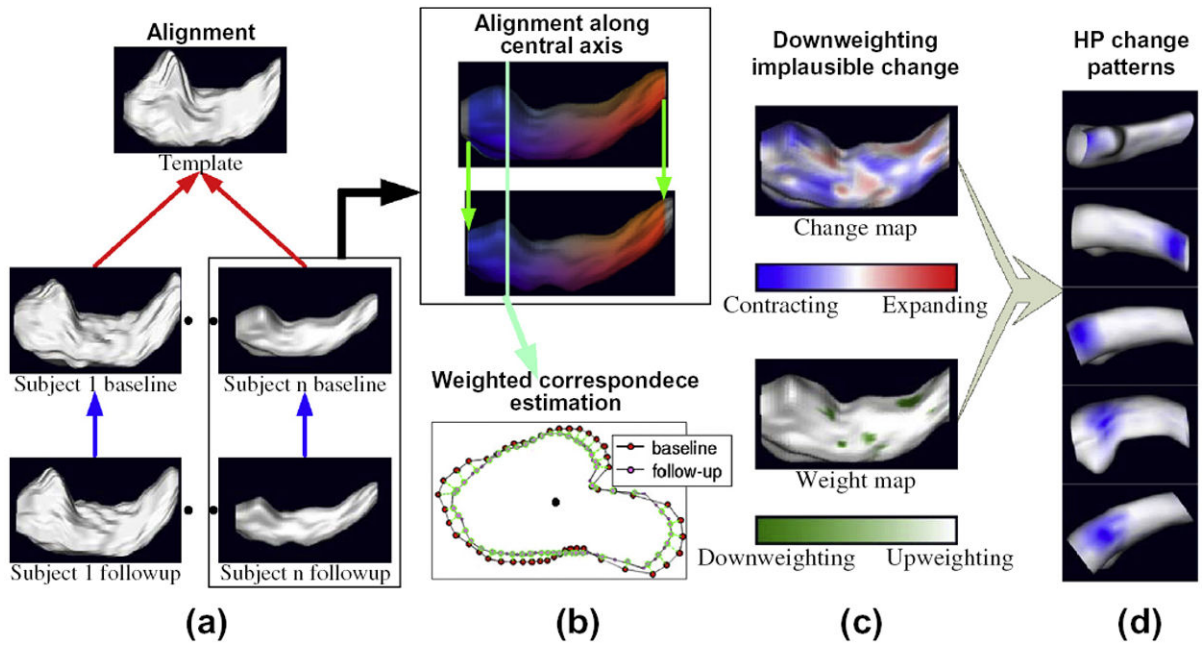 Alignment
Template
Subject 1 baseline
Subject n baseline
Subject 1 followup
Subject n followup
(a)
Alignment along
central axis
Weighted correspondece
estimation
baseline
follow-up
(b)
Downweighting
implausible change
Change map
Contracting
Expanding
Weight map
Downweighting
Upweighting
(c)
HP change
patterns
(d)